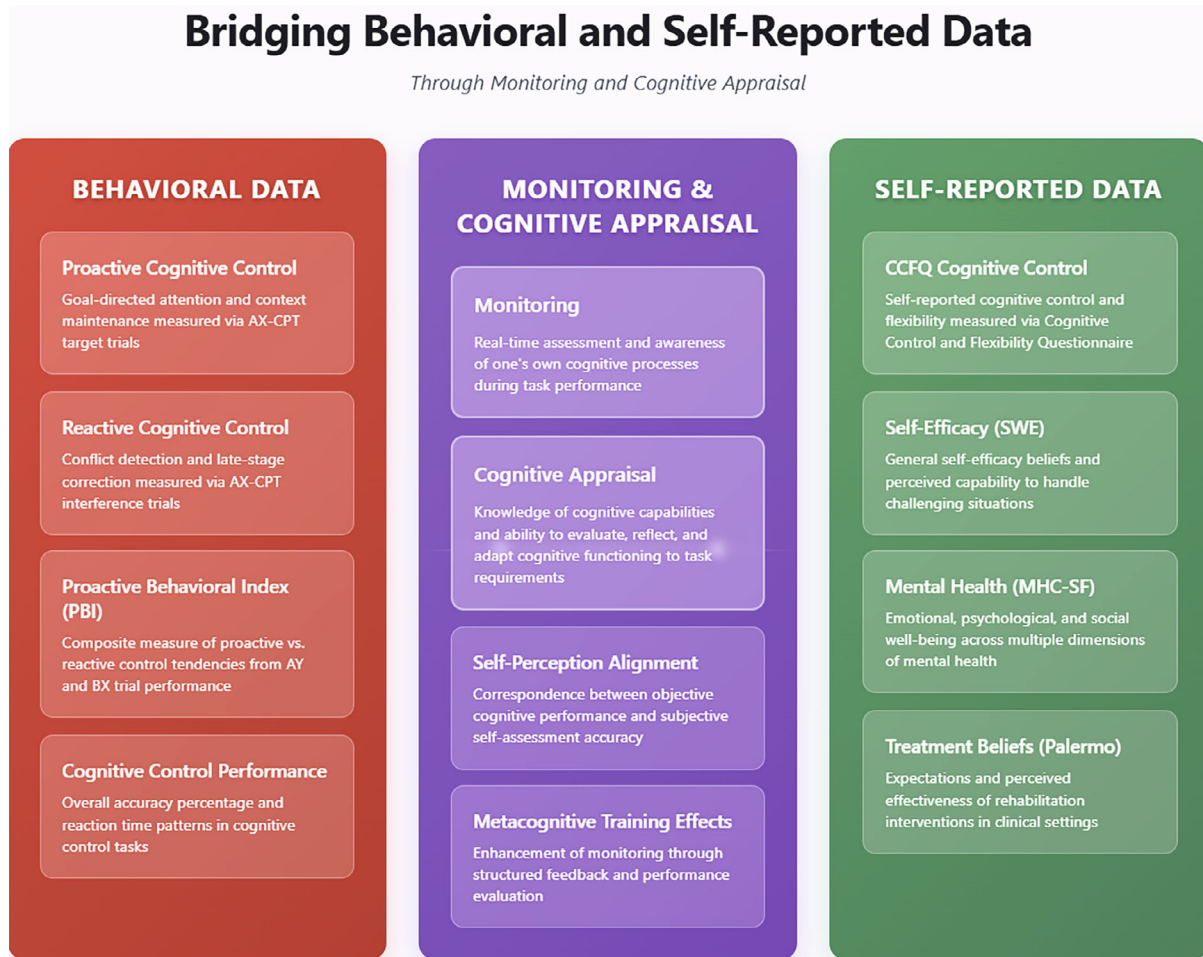 Bridging Behavioral and Self-Reported Data
Through Monitoring and Cognitive Appraisal
BEHAVIORAL DATA
Proactive Cognitive Control
Goal-directed attention and context
maintenance measured via AX-CPT
target trials
Reactive Cognitive Control
Conflict detection and late-stage
correction measured via AX-CPT
interference trials
Proactive Behavioral Index
(PBI)
Composite measure of proactive vs.
reactive control tendencies from AY
and BX trial performance
Cognitive Control Performance
Overall accuracy percentage and
reaction time patterns in cognitive
control tasks
MONITORING &
COGNITIVE APPRAISAL
Monitoring
Real-time assessment and awareness
of one's own cognitive processes
during task performance
Cognitive Appraisal
Knowledge of cognitive capabilities
and ability to evaluate, reflect, and
adapt cognitive functioning to task
requirements
Self-Perception Alignment
Correspondence between objective
cognitive performance and subjective
self-assessment accuracy
Metacognitive Training Effects
Enhancement of monitoring through
structured feedback and performance
evaluation
SELF-REPORTED DATA
CCFQ Cognitive Control
Self-reported cognitive control and
flexibility measured via Cognitive
Control and Flexibility Questionnaire
Self-Efficacy (SWE)
General self-efficacy beliefs and
perceived capability to handle
challenging situations
Mental Health (MHC-SF)
Emotional, psychological, and social
well-being across multiple dimensions
of mental health
Treatment Beliefs (Palermo)
Expectations and perceived
effectiveness of rehabilitation
interventions in clinical settings